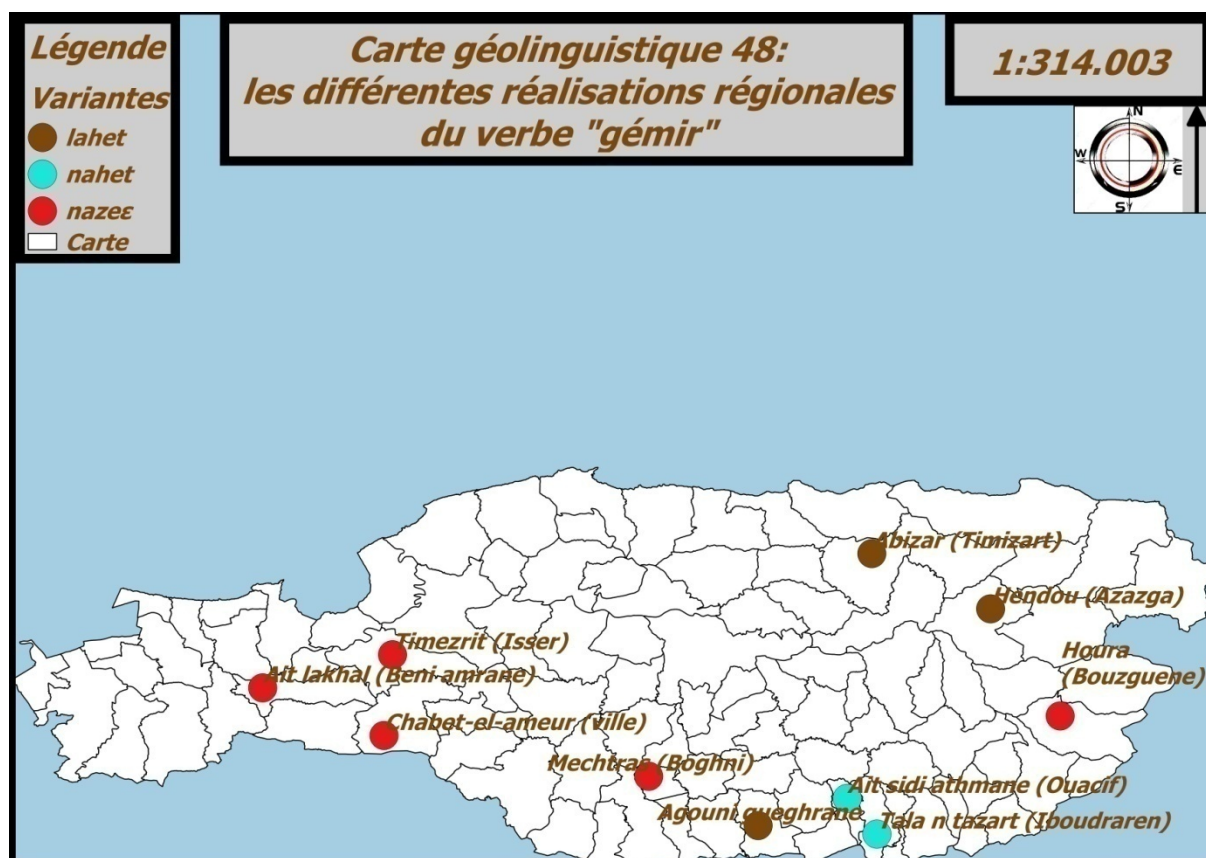 Légende
Variantes
lahet
nahet
nazeε
Carte
Carte géolinguistique 48:
les différentes réalisations régionales
du verbe "gémir"
1:314.003
N
W
E
S
Abizar (Timizart)
Hendou (Azazga)
Timezrit (Isser)
Houra
(Bouzguene)
Ait lakhal (Beni amrane)
Chabet-el-ameur (ville)
Mechtras (Boghni)
Ait sidi athmane (Ouacif)
Agouni gueghrane
Tala n tazart (Iboudraren)